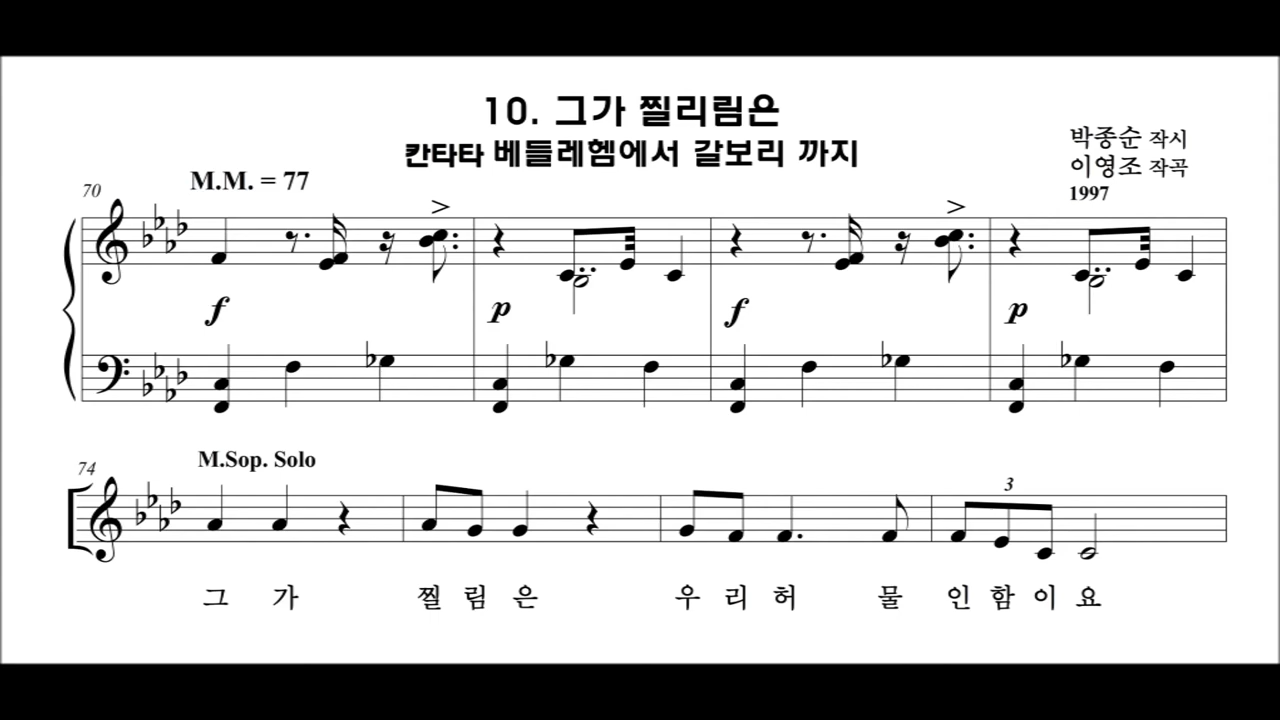 10. 그가 찔리림은
칸타타 베들레헴에서 갈보리 까지
박종순 작시
이영조 작곡
1997
M.M. = 77
70
f p f p
74
M.Sop. Solo
3
그 가 찔 림 은 우 리 허 물 인 함 이 요